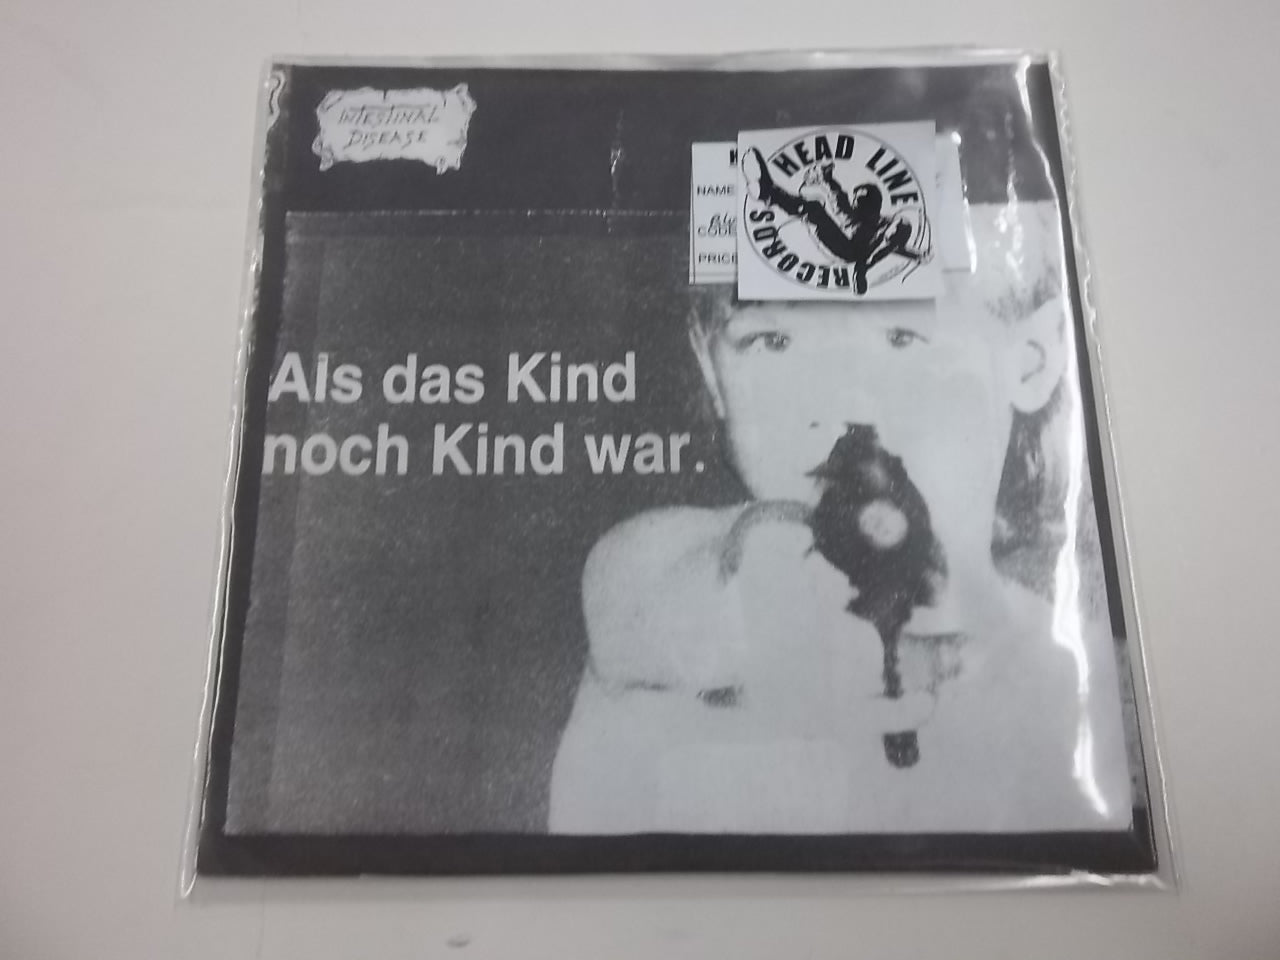 INTESTINAL
DISEASE
HEAD LINE
RECORDS
NAME
CODE
PRICE
Als das Kind
noch Kind war.